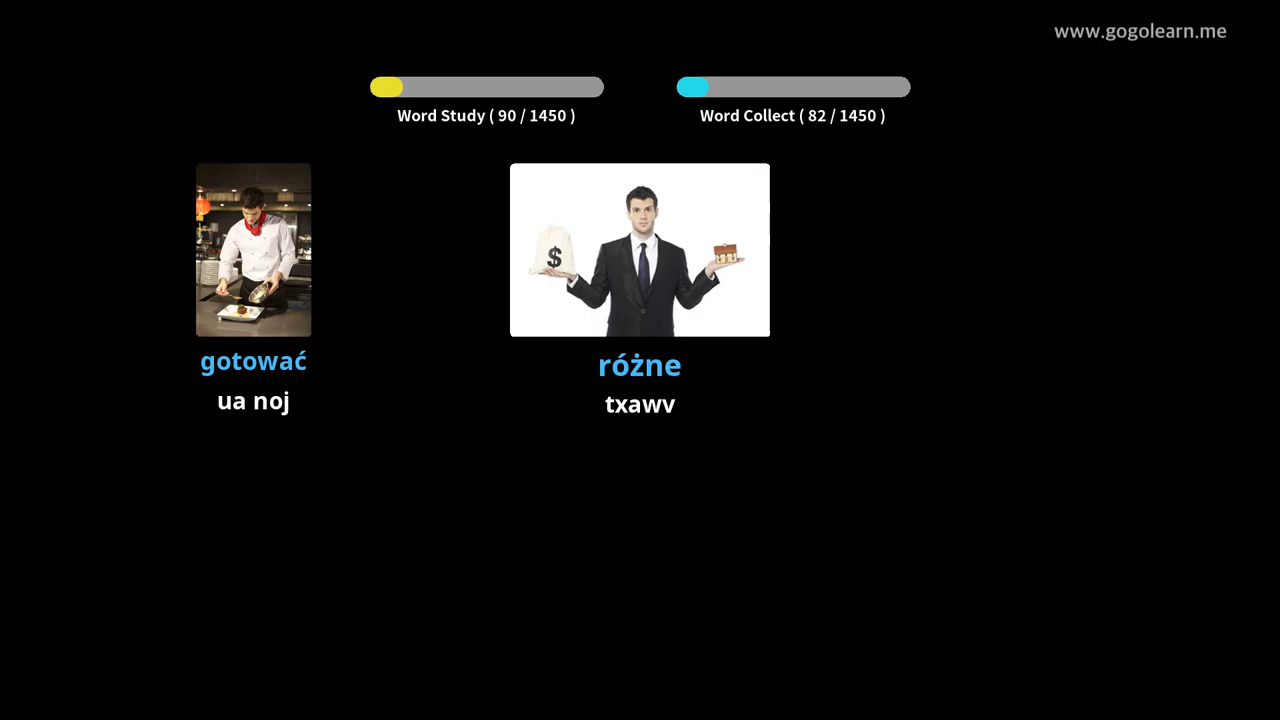 www.gogolearn.me
Word Study ( 90 / 1450 )
Word Collect ( 82 / 1450 )
$
gotować
ua noj
różne
txawv